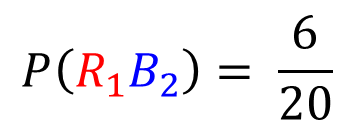 P(R₁B₂) = 6/20